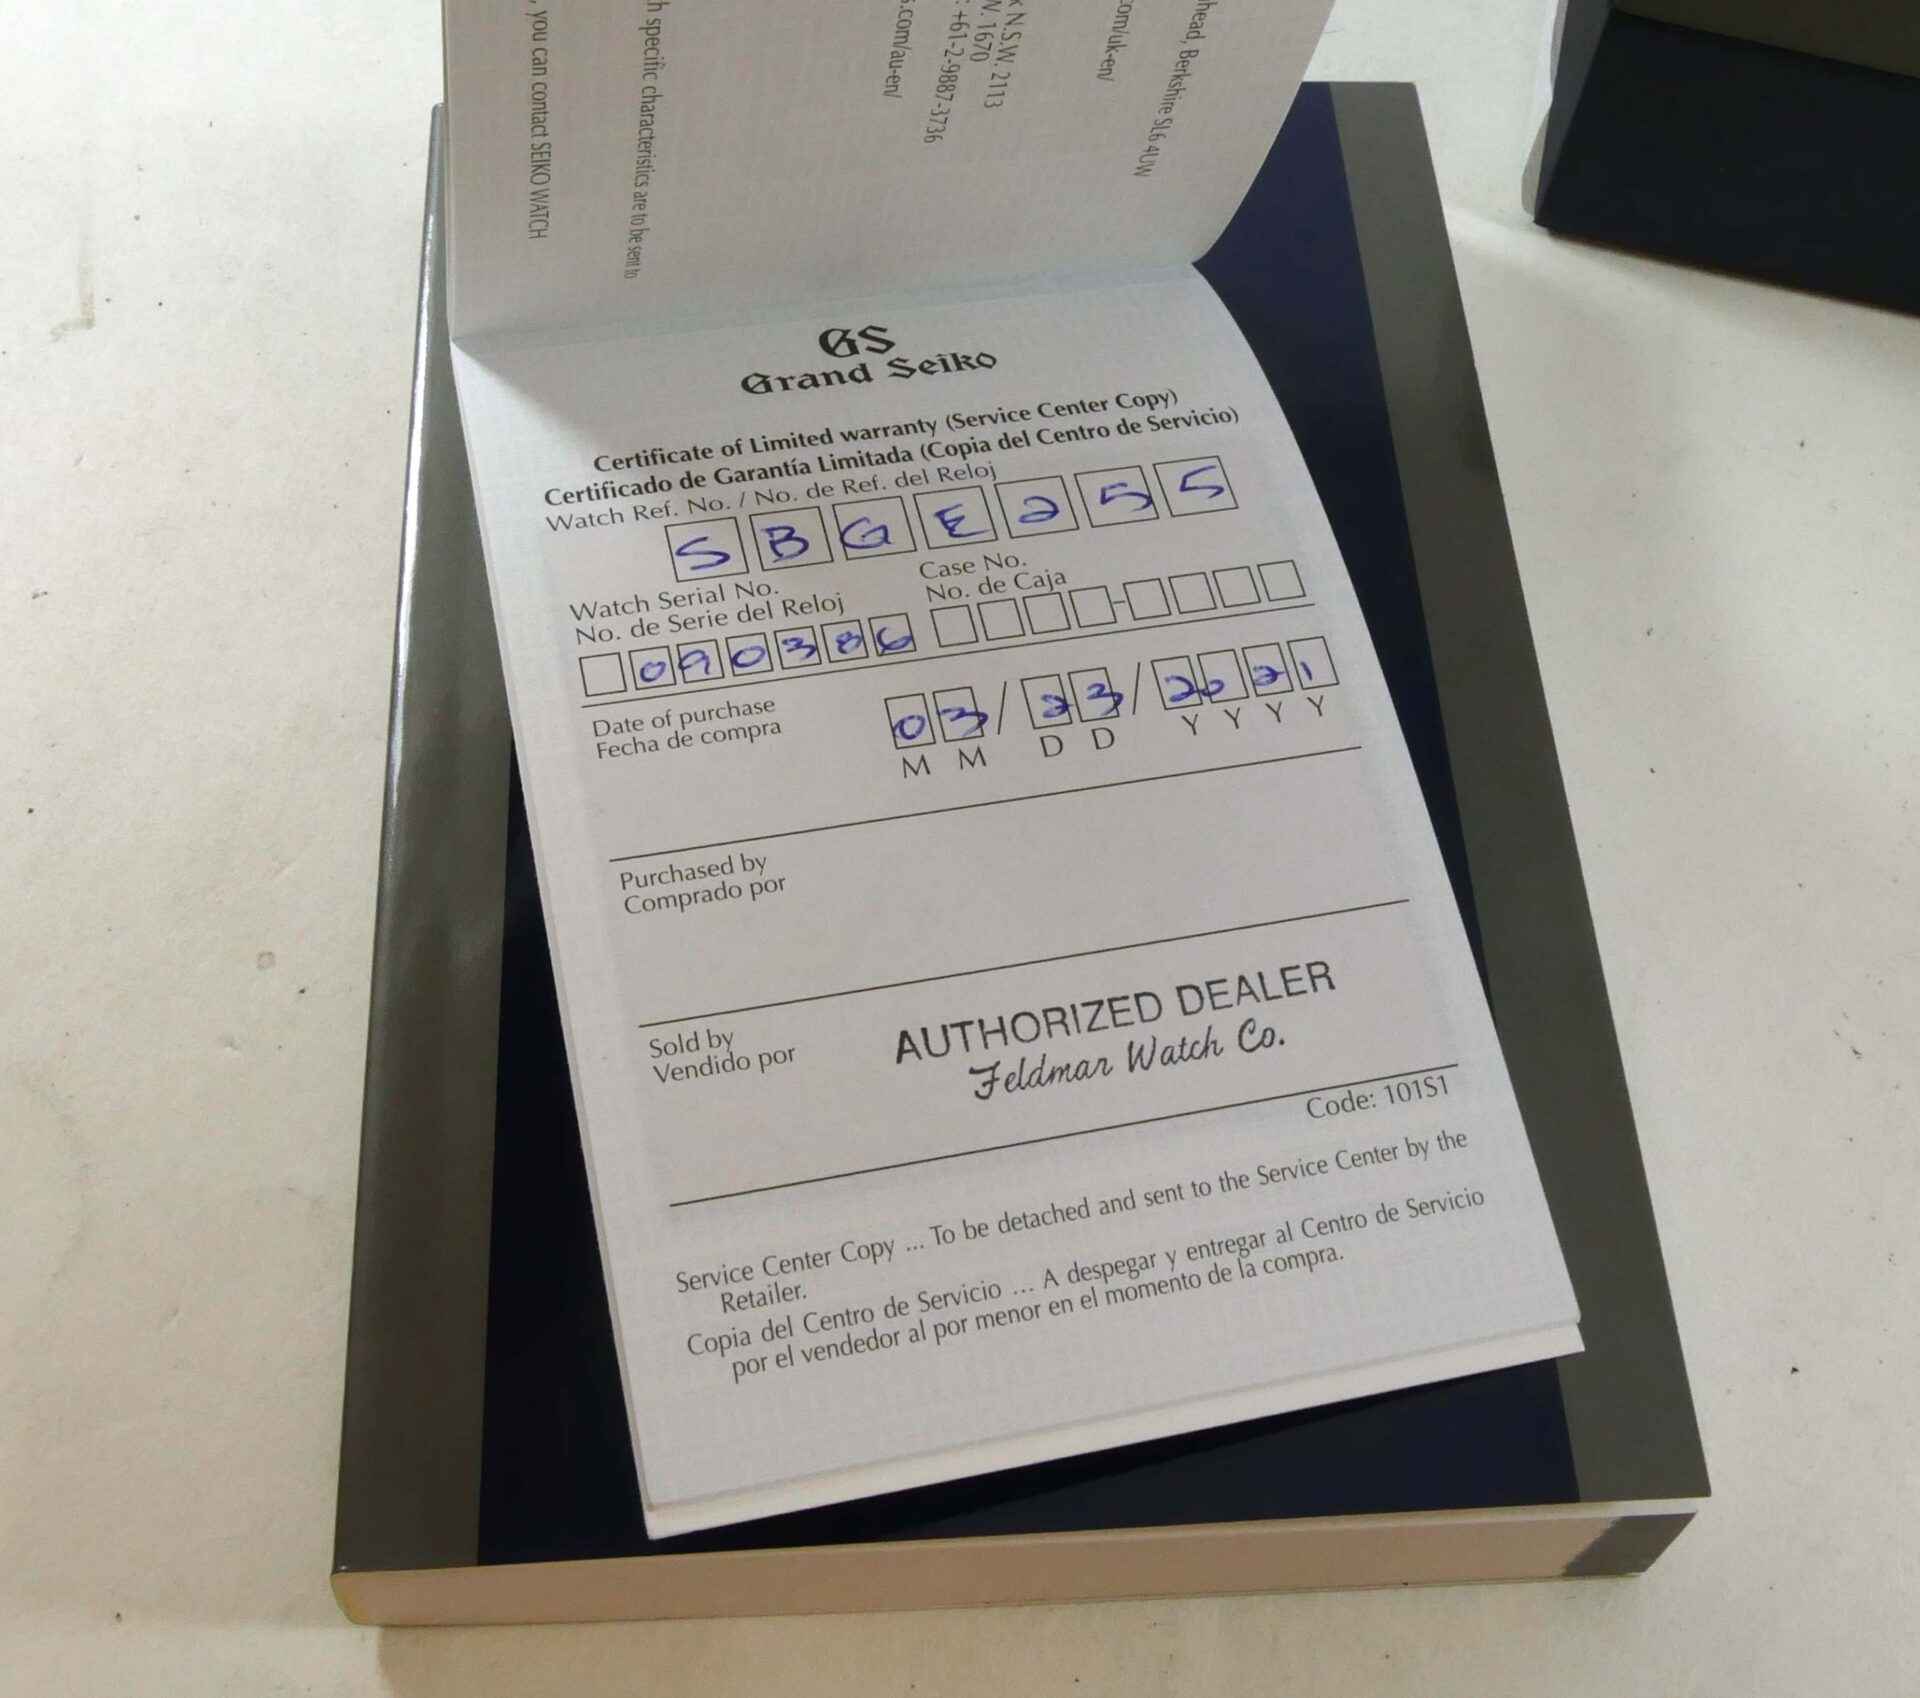 , you can contact SEIKO WATCH
h specific characteristics are to be sent to
s.com/au-en/
: +61-2-9887-3736
W. 1670
k N.S.W. 2113
com/uk-en/
head, Berkshire SL6 4UW
GS
Grand Seiko
Certificate of Limited warranty (Service Center Copy)
Certificado de Garantía Limitada (Copia del Centro de Servicio)
Watch Ref. No. / No. de Ref. del Reloj
SBGE255
Watch Serial No.
No. de Serie del Reloj
090386
Case No.
No. de Caja
Date of purchase
Fecha de compra
03/23/2021
M M D D Y Y Y Y
Purchased by
Comprado por
Sold by
Vendido por
AUTHORIZED DEALER
Feldmar Watch Co.
Code: 101S1
Service Center Copy ... To be detached and sent to the Service Center by the
Retailer.
Copia del Centro de Servicio ... A despegar y entregar al Centro de Servicio
por el vendedor al por menor en el momento de la compra.